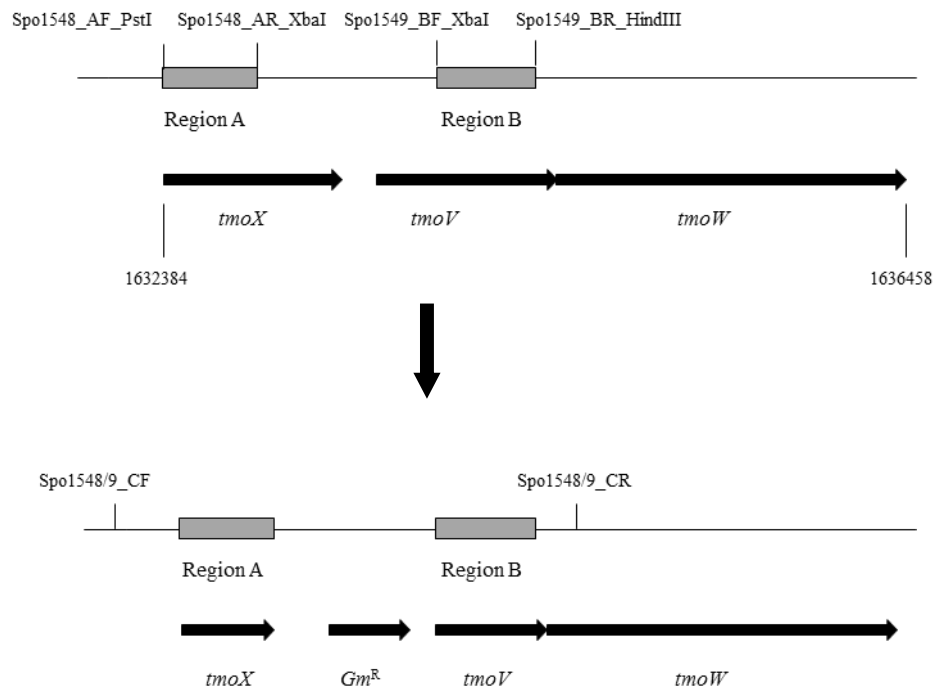 Spo1548_AF_PstI Spo1548_AR_XbaI Spo1549_BF_XbaI Spo1549_BR_HindIII
Region A Region B
tmoX tmoV tmoW
1632384 1636458
Spo1548/9_CF Spo1548/9_CR
Region A Region B
tmoX Gm^R tmoV tmoW